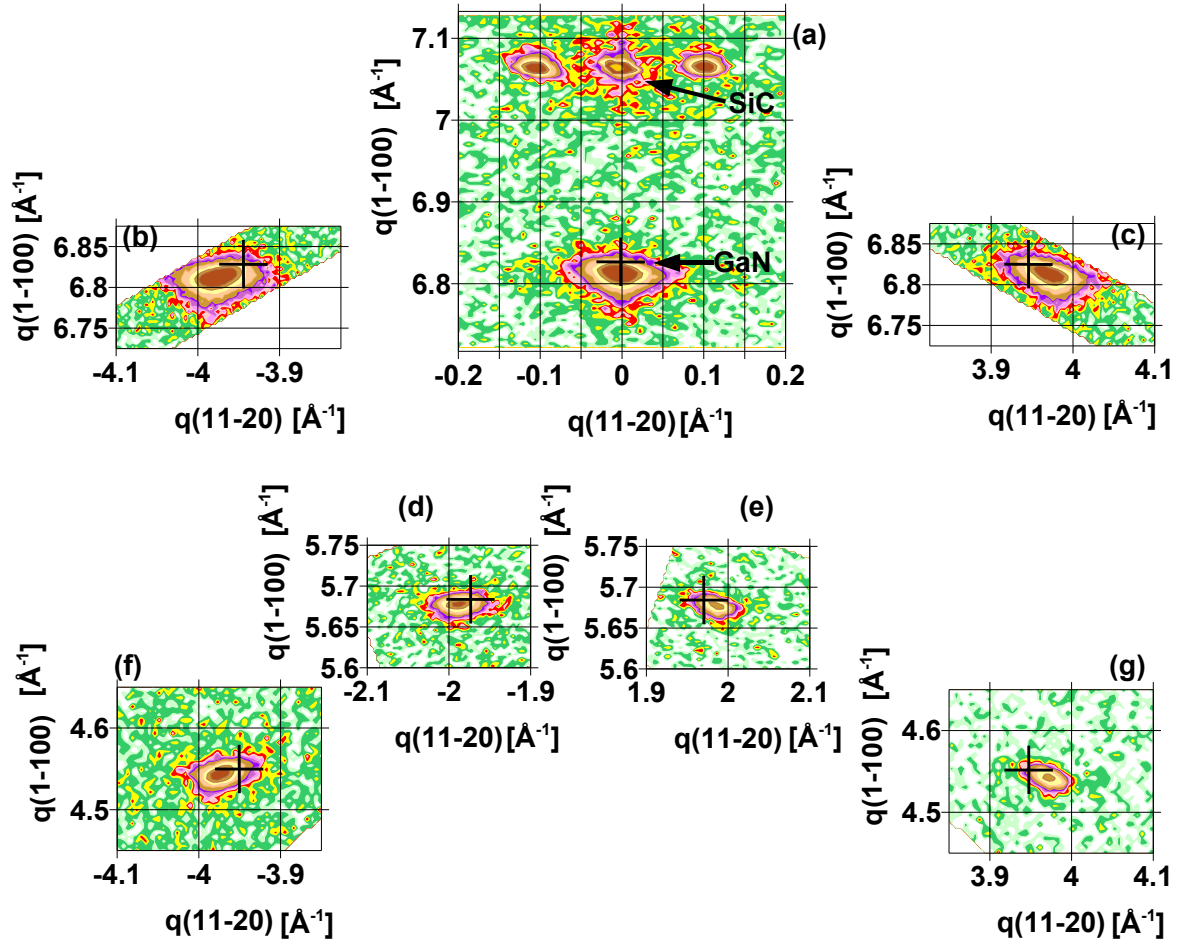 (a)
q(1-100) [Å-1]
7.1
7
6.9
6.8
SiC
GaN
-0.2 -0.1 0 0.1 0.2
q(11-20) [Å-1]
(b)
q(1-100) [Å-1]
6.85
6.8
6.75
-4.1 -4 -3.9
q(11-20) [Å-1]
(c)
q(1-100) [Å-1]
6.85
6.8
6.75
3.9 4 4.1
q(11-20) [Å-1]
(d)
q(1-100) [Å-1]
5.75
5.7
5.65
5.6
-2.1 -2 -1.9
q(11-20) [Å-1]
(e)
q(1-100) [Å-1]
5.75
5.7
5.65
5.6
1.9 2 2.1
q(11-20) [Å-1]
(f)
q(1-100) [Å-1]
4.6
4.5
-4.1 -4 -3.9
q(11-20) [Å-1]
(g)
q(1-100) [Å-1]
4.6
4.5
3.9 4 4.1
q(11-20) [Å-1]